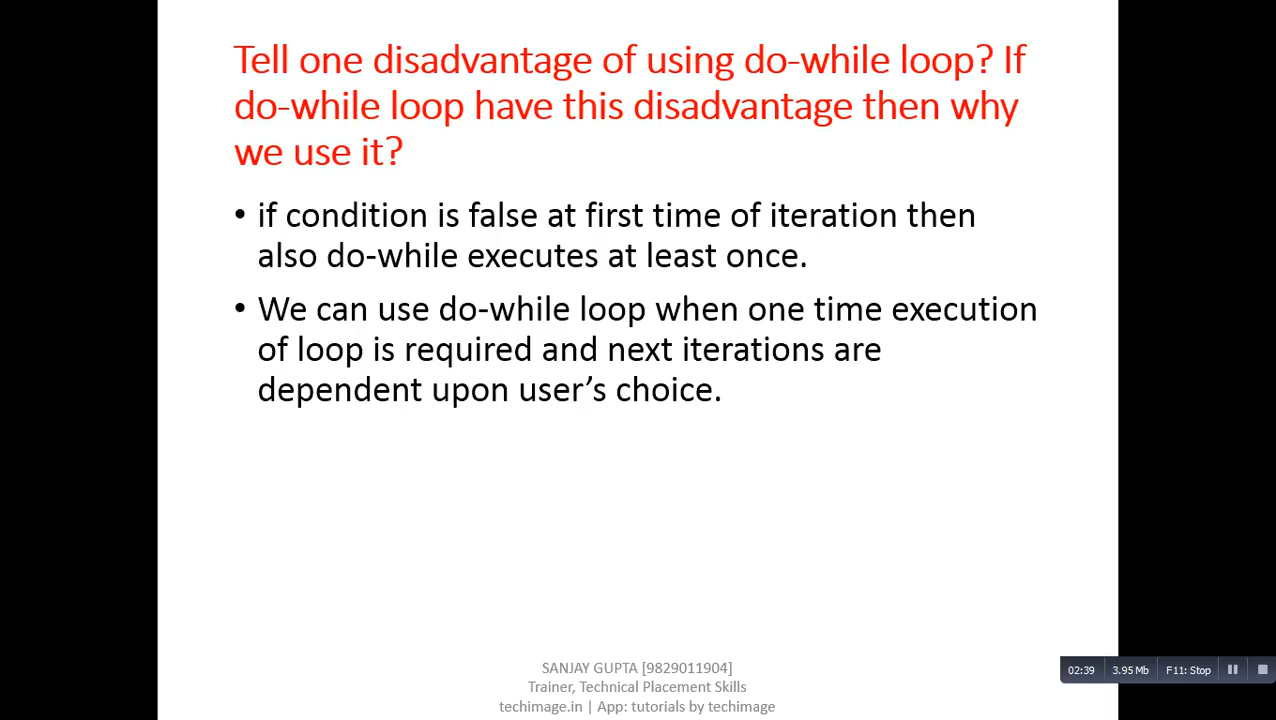 Tell one disadvantage of using do-while loop? If
do-while loop have this disadvantage then why
we use it?
• if condition is false at first time of iteration then
also do-while executes at least once.
• We can use do-while loop when one time execution
of loop is required and next iterations are
dependent upon user’s choice.
SANJAY GUPTA [9829011904]
Trainer, Technical Placement Skills
techimage.in | App: tutorials by techimage
02:39 3.95 Mb F11: Stop